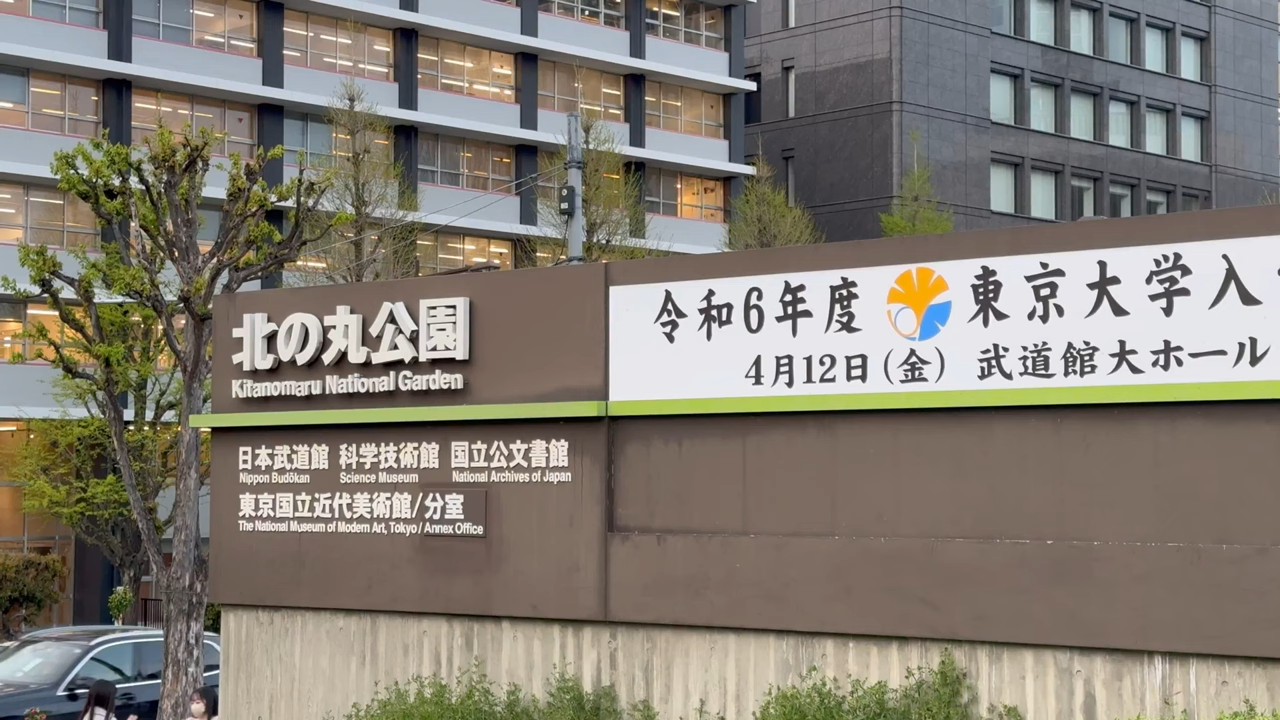 北の丸公園
Kitanomaru National Garden
日本武道館 科学技術館 国立公文書館
Nippon Budōkan Science Museum National Archives of Japan
東京国立近代美術館/分室
The National Museum of Modern Art, Tokyo / Annex Office
令和6年度 東京大学入
4月12日(金) 武道館大ホール